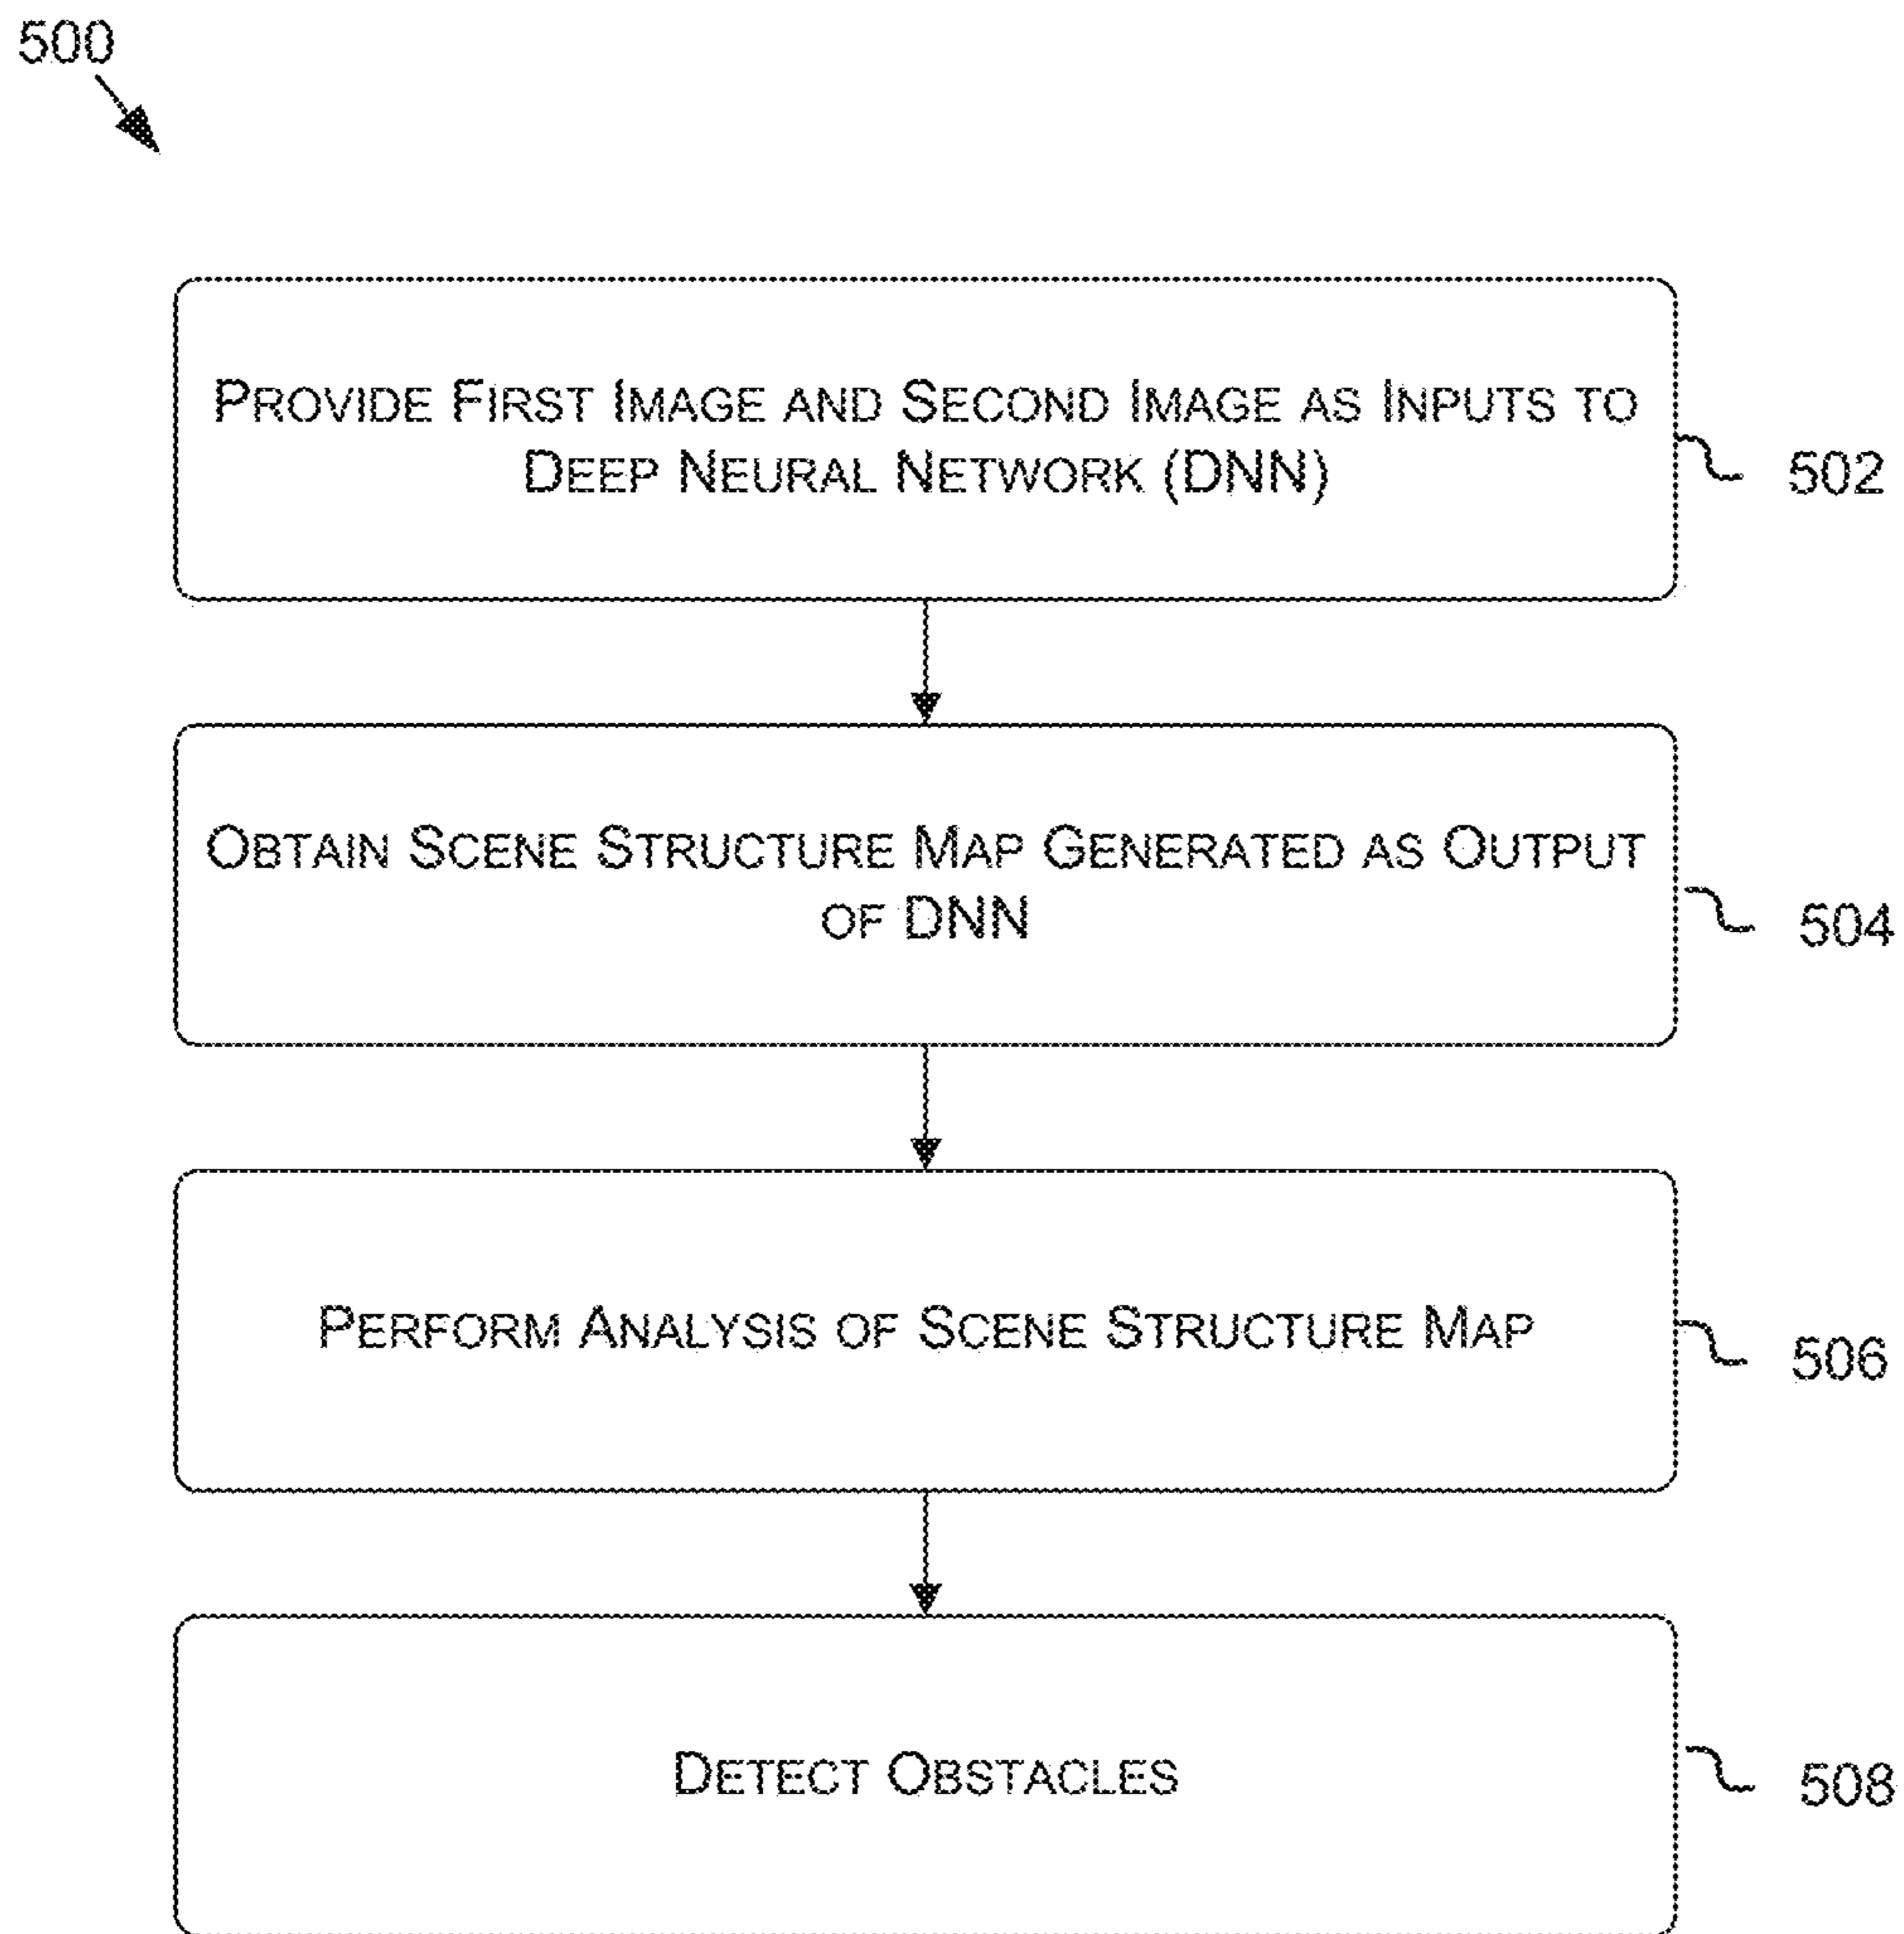 500
Provide First Image and Second Image as Inputs to
Deep Neural Network (DNN)
502
Obtain Scene Structure Map Generated as Output
of DNN
504
Perform Analysis of Scene Structure Map
506
Detect Obstacles
508